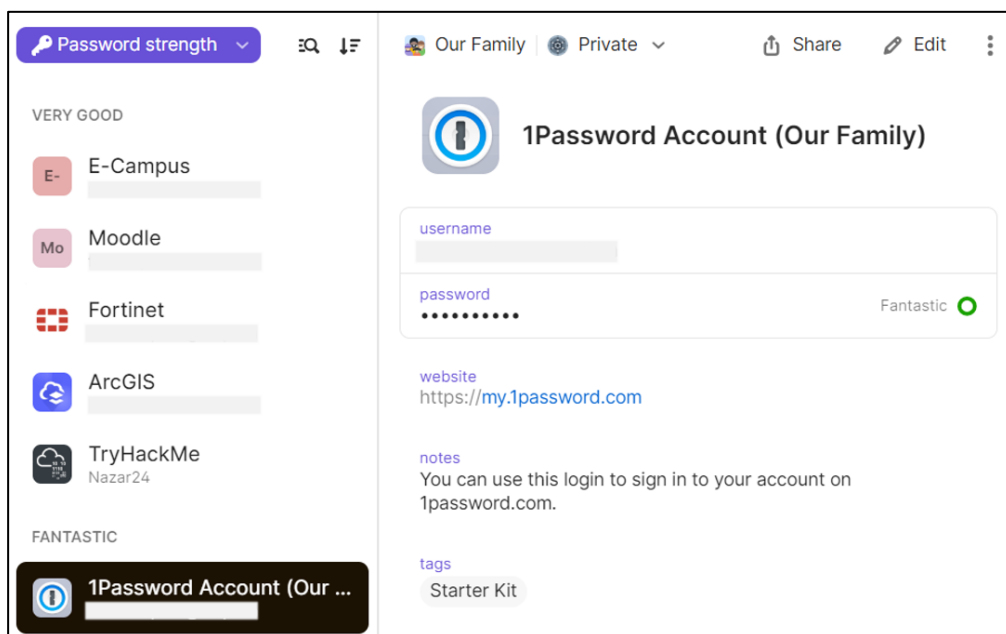 Password strength
VERY GOOD
E-
E-Campus
Mo
Moodle
Fortinet
ArcGIS
TryHackMe
Nazar24
FANTASTIC
1Password Account (Our ...
Our Family
Private
Share
Edit
1Password Account (Our Family)
username
password
••••••••••
Fantastic
website
https://my.1password.com
notes
You can use this login to sign in to your account on
1password.com.
tags
Starter Kit